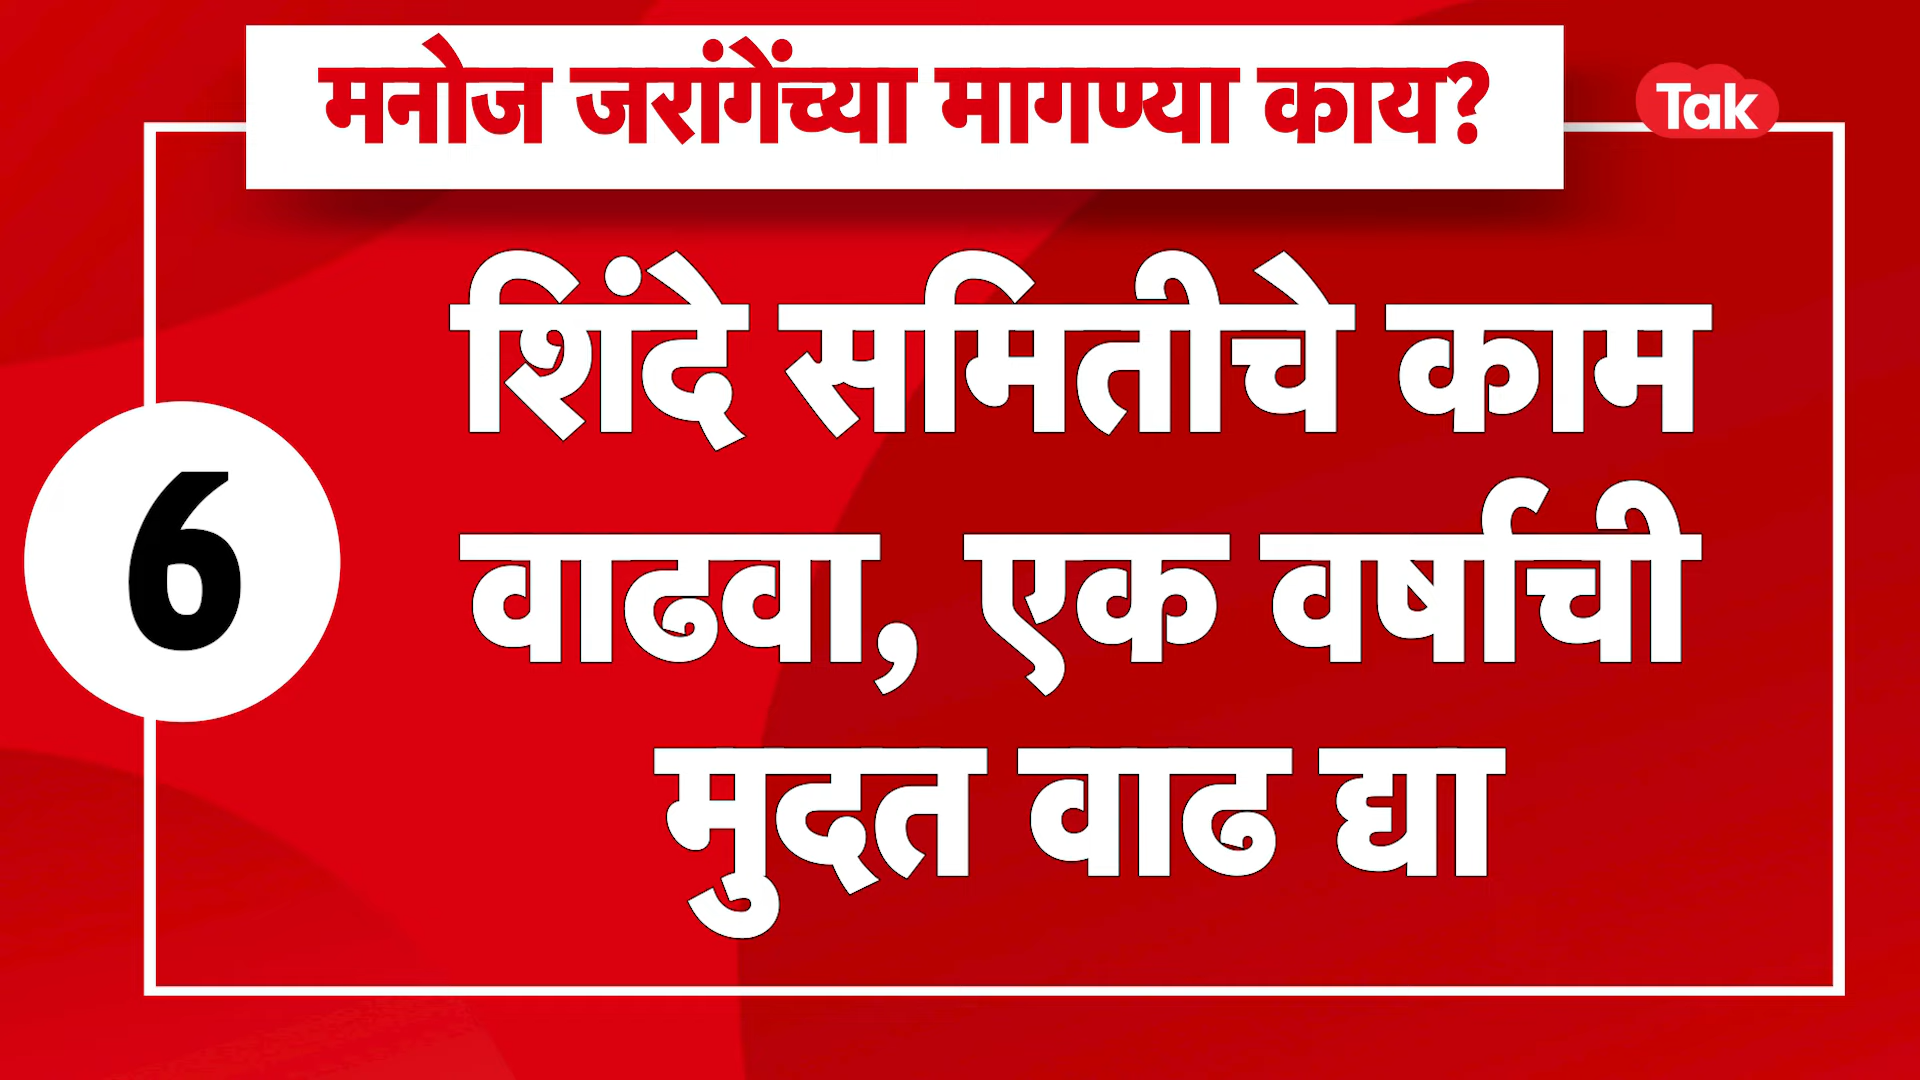 मनोज जरांगेंच्या मागण्या काय?
Tak
शिंदे समितीचे काम
6
वाढवा, एक वर्षाची
मुदत वाढ द्या